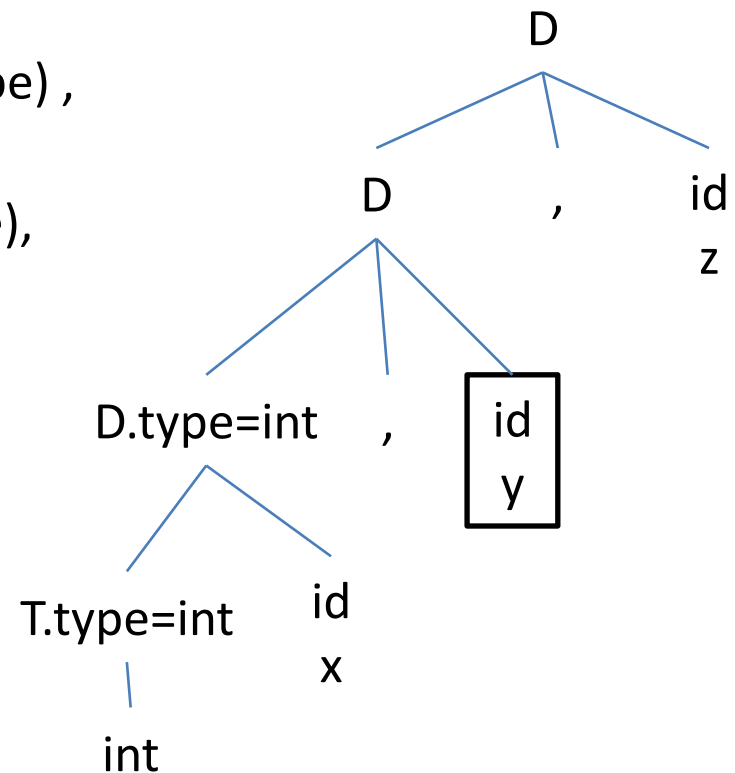 D
pe) ,
D , id
z
),
D.type=int , id
y
T.type=int id
x
int